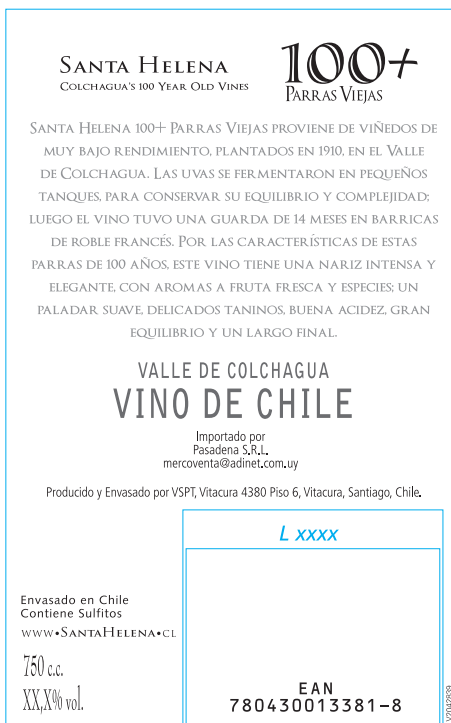 SANTA HELENA
COLCHAGUA'S 100 YEAR OLD VINES
100+
PARRAS VIEJAS
SANTA HELENA 100+ PARRAS VIEJAS PROVIENE DE VIÑEDOS DE
MUY BAJO RENDIMIENTO, PLANTADOS EN 1910, EN EL VALLE
DE COLCHAGUA. LAS UVAS SE FERMENTARON EN PEQUEÑOS
TANQUES, PARA CONSERVAR SU EQUILIBRIO Y COMPLEJIDAD;
LUEGO EL VINO TUVO UNA GUARDA DE 14 MESES EN BARRICAS
DE ROBLE FRANCÉS. POR LAS CARACTERÍSTICAS DE ESTAS
PARRAS DE 100 AÑOS, ESTE VINO TIENE UNA NARIZ INTENSA Y
ELEGANTE, CON AROMAS A FRUTA FRESCA Y ESPECIES; UN
PALADAR SUAVE, DELICADOS TANINOS, BUENA ACIDEZ, GRAN
EQUILIBRIO Y UN LARGO FINAL.
VALLE DE COLCHAGUA
VINO DE CHILE
Importado por
Pasadena S.R.L.
mercoventa@adinet.com.uy
Producido y Envasado por VSPT, Vitacura 4380 Piso 6, Vitacura, Santiago, Chile.
L xxxx
Envasado en Chile
Contiene Sulfitos
WWW•SANTAHELENA•CL
750 c.c.
XX,X% vol.
EAN
780430013381-8